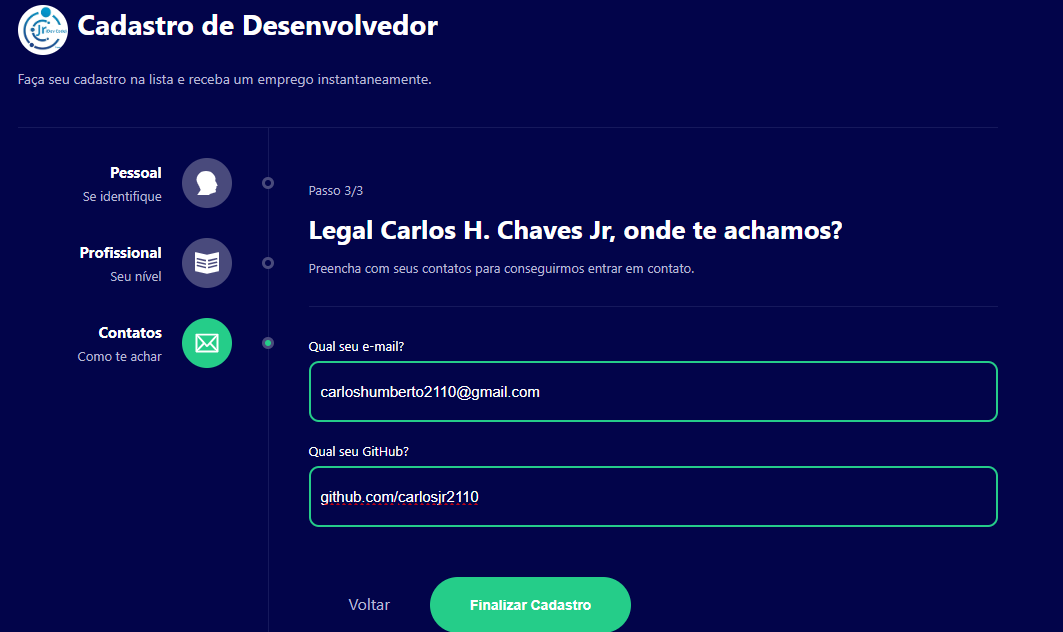 Jr
Cadastro de Desenvolvedor
Faça seu cadastro na lista e receba um emprego instantaneamente.
Pessoal
Se identifique
Profissional
Seu nível
Contatos
Como te achar
Passo 3/3
Legal Carlos H. Chaves Jr, onde te achamos?
Preencha com seus contatos para conseguirmos entrar em contato.
Qual seu e-mail?
carloshumberto2110@gmail.com
Qual seu GitHub?
github.com/carlosjr2110
Voltar
Finalizar Cadastro